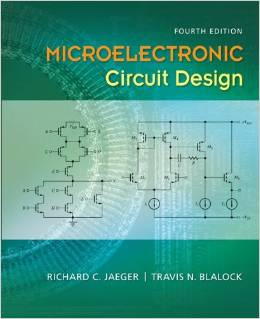 FOURTH EDITION
MICROELECTRONIC
Circuit Design
RICHARD C. JAEGER | TRAVIS N. BLALOCK